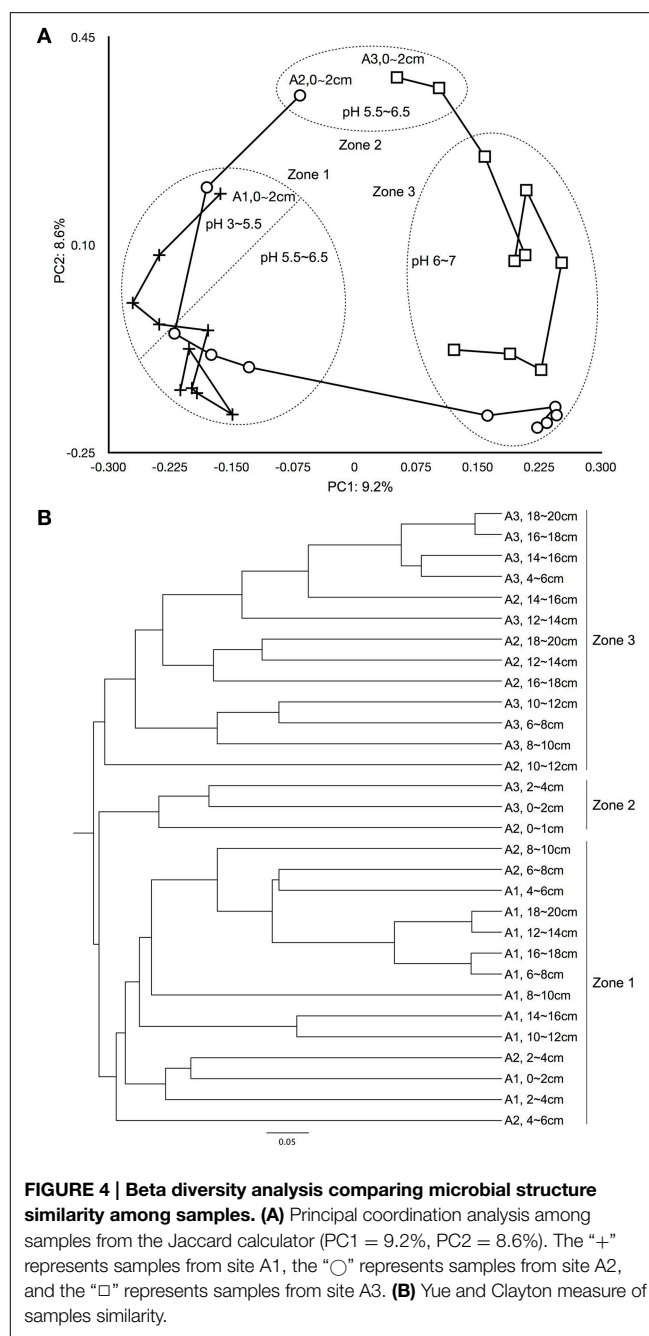 A
0.45
A3,0~2cm
A2,0~2cm
pH 5.5~6.5
Zone 2
Zone 1
A1,0~2cm
Zone 3
pH 3~5.5
pH 5.5~6.5
pH 6~7
PC2: 8.6%
0.10
-0.25
-0.300 -0.225 -0.150 -0.075 0 0.075 0.150 0.225 0.300
PC1: 9.2%
B
A3, 18~20cm
A3, 16~18cm
A3, 14~16cm
A3, 4~6cm
A2, 14~16cm
A3, 12~14cm
A2, 18~20cm
Zone 3
A2, 12~14cm
A2, 16~18cm
A3, 10~12cm
A3, 6~8cm
A3, 8~10cm
A2, 10~12cm
A3, 2~4cm
A3, 0~2cm
Zone 2
A2, 0~1cm
A2, 8~10cm
A2, 6~8cm
A1, 4~6cm
A1, 18~20cm
A1, 12~14cm
A1, 16~18cm
A1, 6~8cm
Zone 1
A1, 8~10cm
A1, 14~16cm
A1, 10~12cm
A2, 2~4cm
A1, 0~2cm
A1, 2~4cm
A2, 4~6cm
0.05
FIGURE 4 | Beta diversity analysis comparing microbial structure
similarity among samples. (A) Principal coordination analysis among
samples from the Jaccard calculator (PC1 = 9.2%, PC2 = 8.6%). The “+”
represents samples from site A1, the “○” represents samples from site A2,
and the “□” represents samples from site A3. (B) Yue and Clayton measure of
samples similarity.